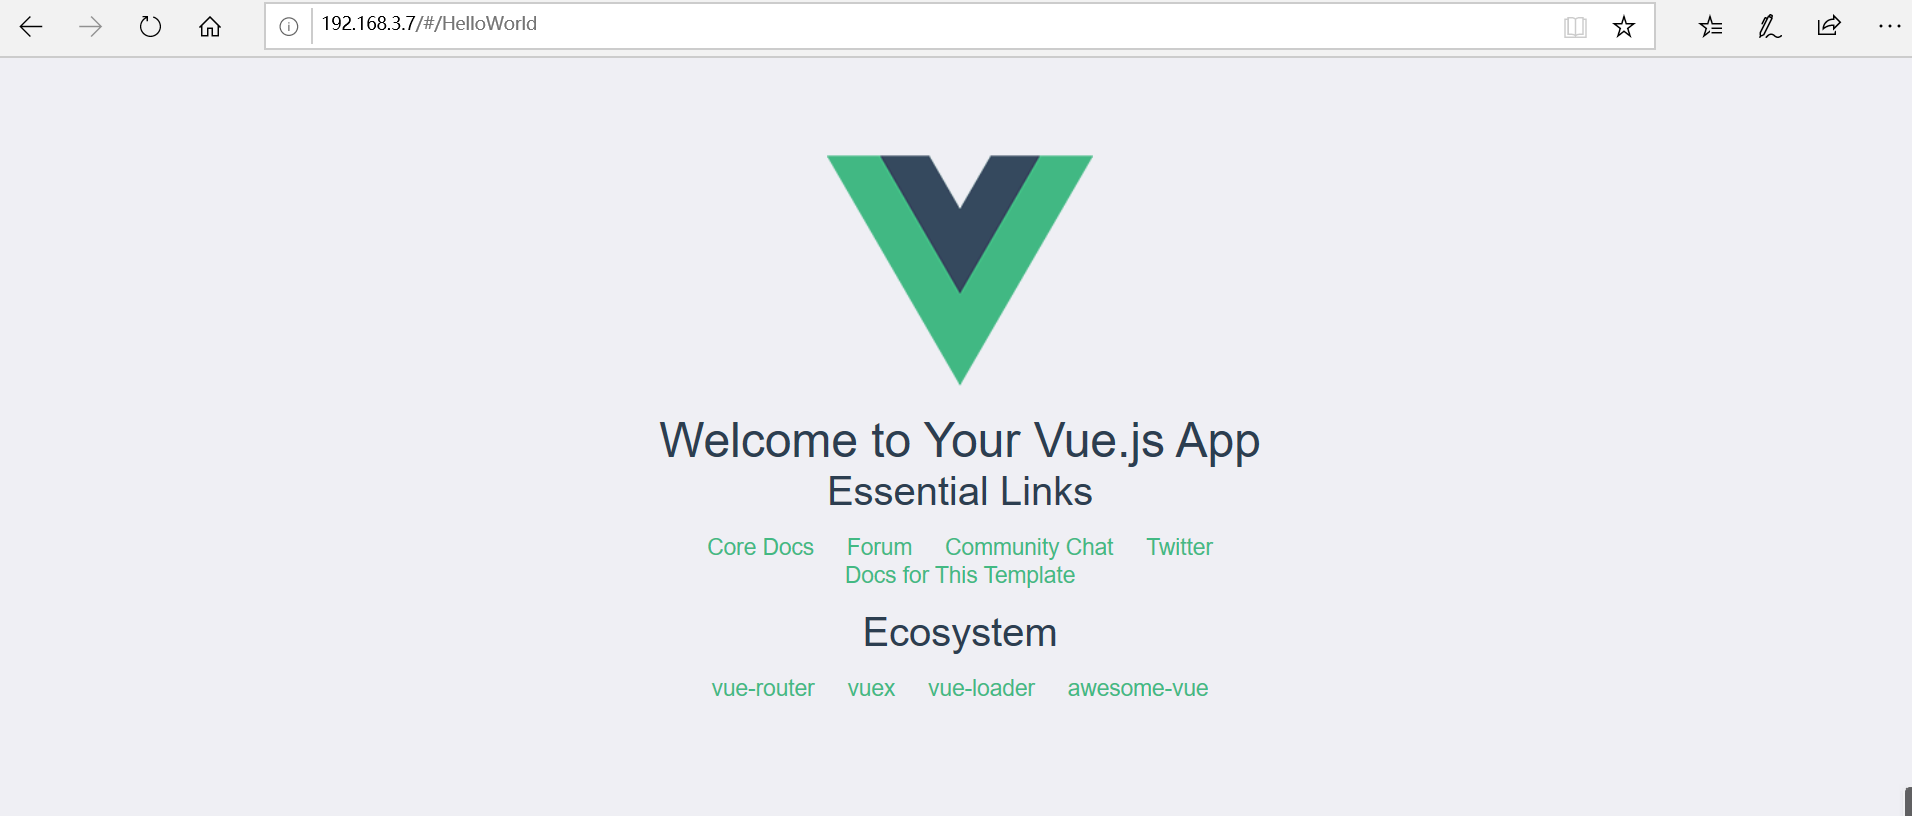 192.168.3.7/#/HelloWorld
Welcome to Your Vue.js App
Essential Links
Core Docs Forum Community Chat Twitter
Docs for This Template
Ecosystem
vue-router vuex vue-loader awesome-vue